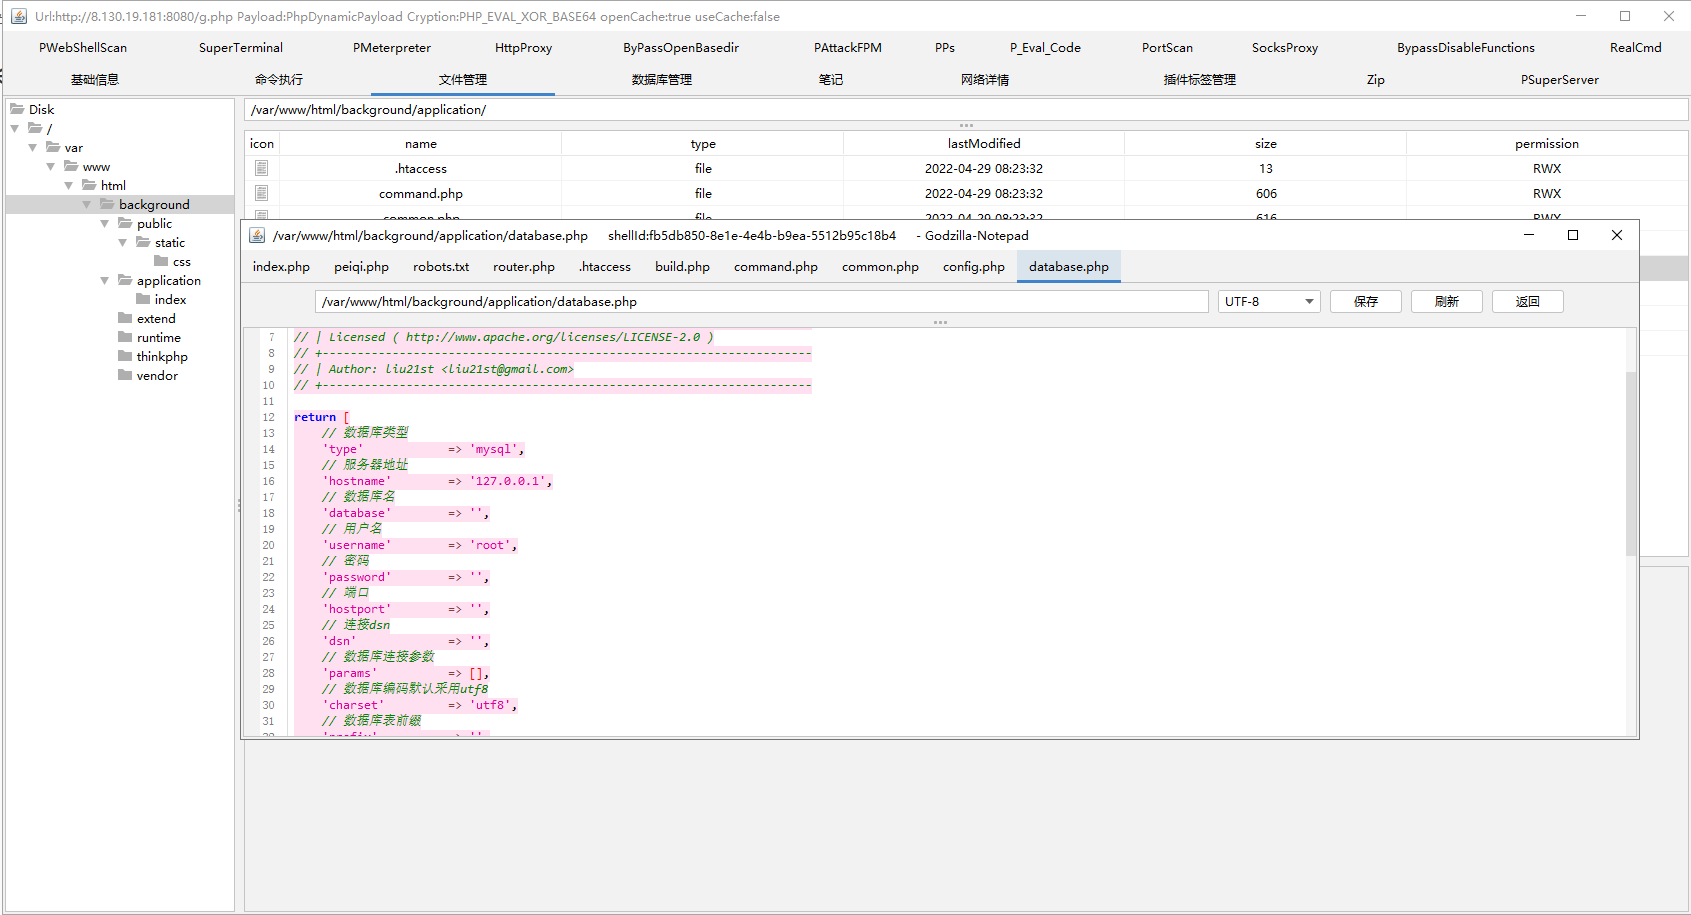 Url:http://8.130.19.181:8080/g.php Payload:PhpDynamicPayload Cryption:PHP_EVAL_XOR_BASE64 openCache:true useCache:false
PWebShellScan SuperTerminal PMeterpreter HttpProxy ByPassOpenBasedir PAttackFPM PPs P_Eval_Code PortScan SocksProxy BypassDisableFunctions RealCmd
基础信息 命令执行 文件管理 数据库管理 笔记 网络详情 插件标签管理 Zip PSuperServer
Disk
/
var
www
html
background
public
static
css
application
index
extend
runtime
thinkphp
vendor
/var/www/html/background/application/
icon name type lastModified size permission
.htaccess file 2022-04-29 08:23:32 13 RWX
command.php file 2022-04-29 08:23:32 606 RWX
common.php file 2022-04-29 08:23:32 616 RWX
/var/www/html/background/application/database.php shellId:fb5db850-8e1e-4e4b-b9ea-5512b95c18b4 - Godzilla-Notepad
index.php peiqi.php robots.txt router.php .htaccess build.php command.php common.php config.php database.php
/var/www/html/background/application/database.php UTF-8 保存 刷新 返回
7 // | Licensed ( http://www.apache.org/licenses/LICENSE-2.0 )
8 // +----------------------------------------------------------------------
9 // | Author: liu21st <liu21st@gmail.com>
10 // +----------------------------------------------------------------------
11
12 return [
13 // 数据库类型
14 'type' => 'mysql',
15 // 服务器地址
16 'hostname' => '127.0.0.1',
17 // 数据库名
18 'database' => '',
19 // 用户名
20 'username' => 'root',
21 // 密码
22 'password' => '',
23 // 端口
24 'hostport' => '',
25 // 连接dsn
26 'dsn' => '',
27 // 数据库连接参数
28 'params' => [],
29 // 数据库编码默认采用utf8
30 'charset' => 'utf8',
31 // 数据库表前缀